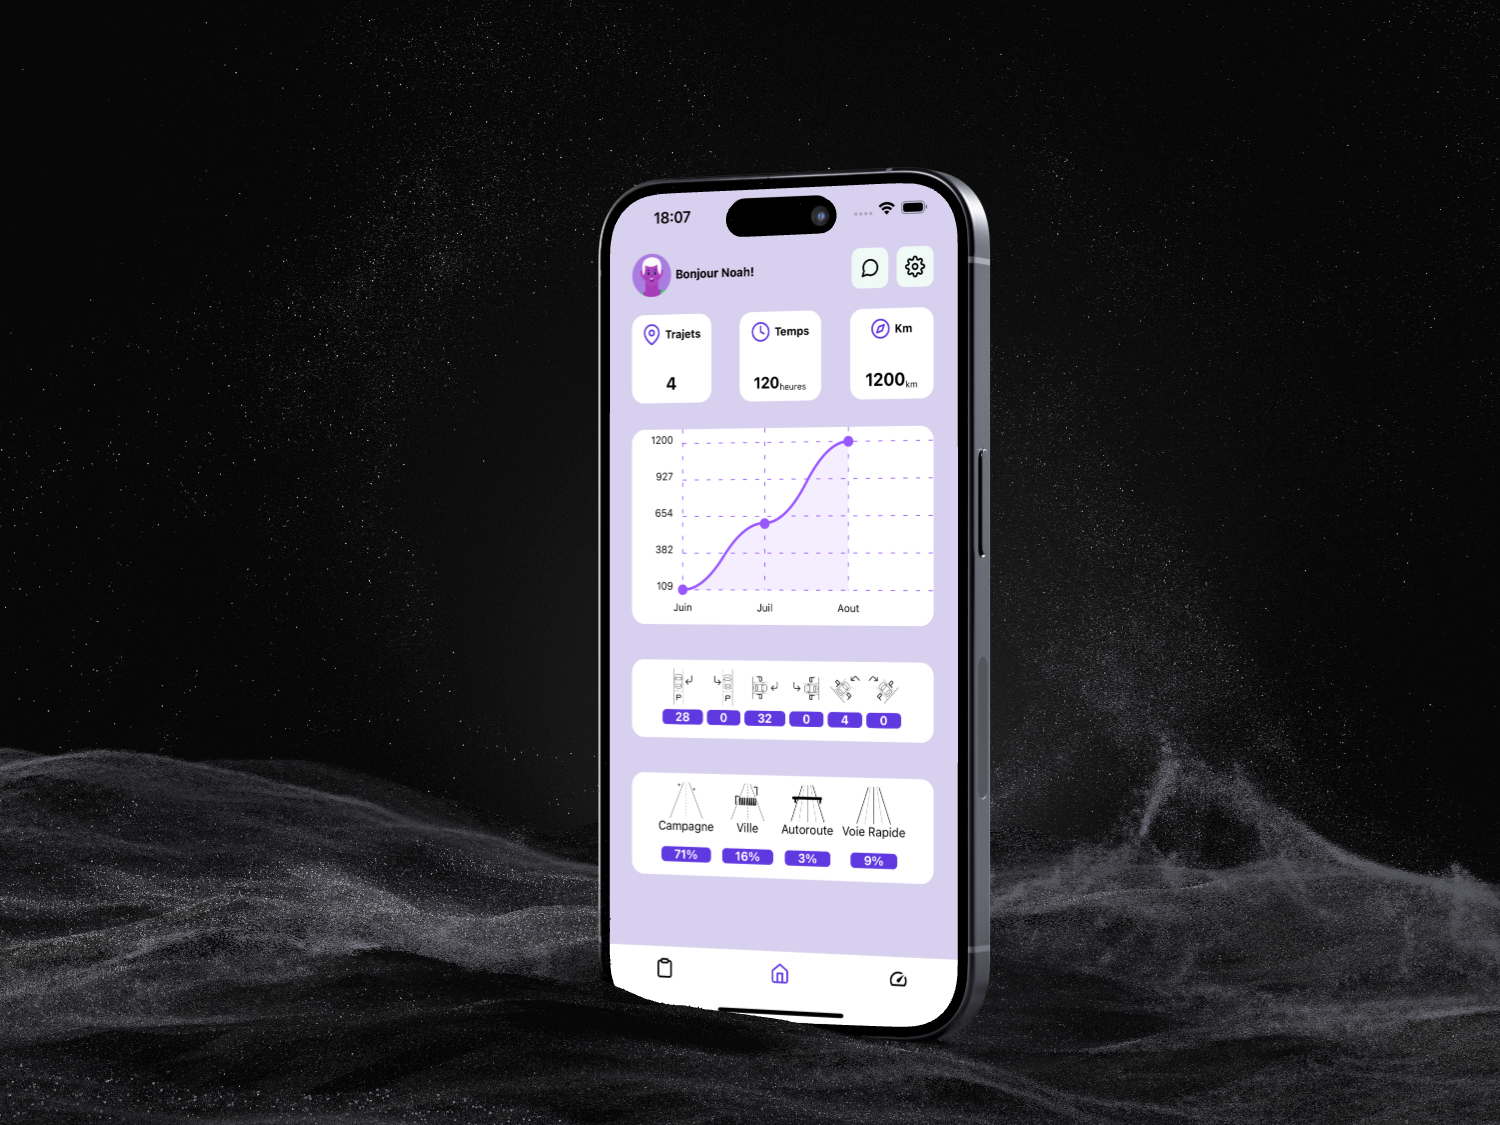 18:07
Bonjour Noah!
Trajets
4
Temps
120heures
Km
1200km
1200
927
654
382
109
Juin Juil Aout
P P
28 0 32 0 4 0
Campagne Ville Autoroute Voie Rapide
71% 16% 3% 9%